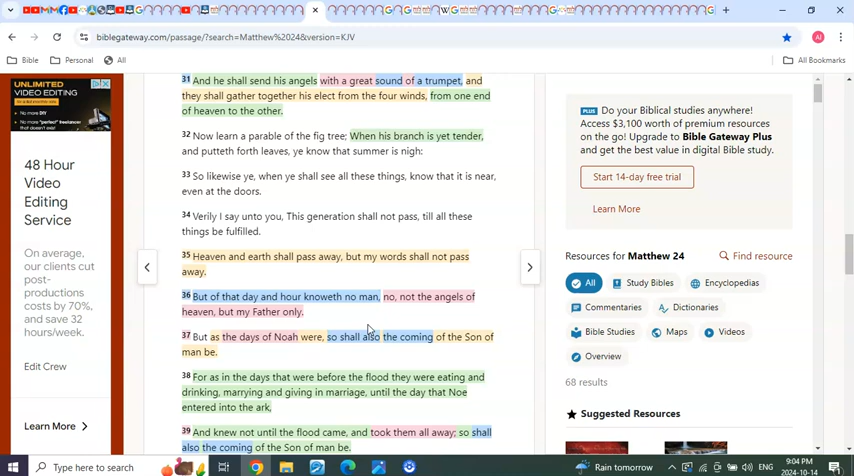 biblegateway.com/passage/?search=Matthew%2024&version=KJV
Bible
Personal
All
All Bookmarks
UNLIMITED
VIDEO EDITING
48 Hour
Video
Editing
Service
On average,
our clients cut
post-
productions
costs by 70%,
and save 32
hours/week.
Edit Crew
Learn More
31 And he shall send his angels with a great sound of a trumpet, and
they shall gather together his elect from the four winds, from one end
of heaven to the other.
32 Now learn a parable of the fig tree; When his branch is yet tender,
and putteth forth leaves, ye know that summer is nigh:
33 So likewise ye, when ye shall see all these things, know that it is near,
even at the doors.
34 Verily I say unto you, This generation shall not pass, till all these
things be fulfilled.
35 Heaven and earth shall pass away, but my words shall not pass
away.
36 But of that day and hour knoweth no man, no, not the angels of
heaven, but my Father only.
37 But as the days of Noah were, so shall also the coming of the Son of
man be.
38 For as in the days that were before the flood they were eating and
drinking, marrying and giving in marriage, until the day that Noe
entered into the ark,
39 And knew not until the flood came, and took them all away; so shall
also the coming of the Son of man be.
PLUS Do your Biblical studies anywhere!
Access $3,100 worth of premium resources
on the go! Upgrade to Bible Gateway Plus
and get the best value in digital Bible study.
Start 14-day free trial
Learn More
Resources for Matthew 24
Find resource
All
Study Bibles
Encyclopedias
Commentaries
Dictionaries
Bible Studies
Maps
Videos
Overview
68 results
Suggested Resources
Type here to search
Rain tomorrow
ENG
9:04 PM
2024-10-14